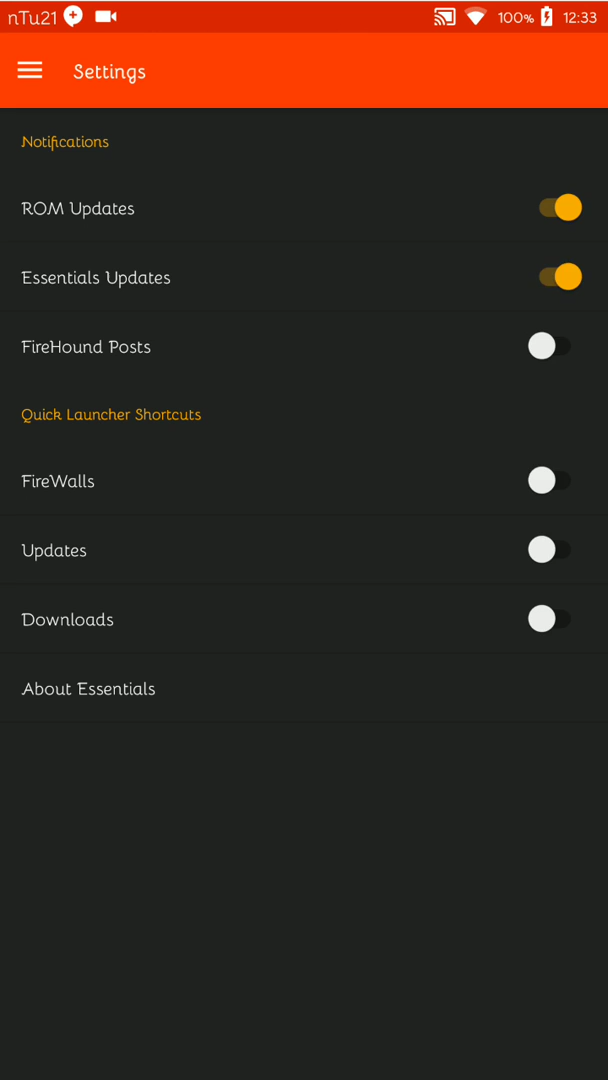 nTu21 100% 12:33
Settings
Notifications
ROM Updates
Essentials Updates
FireHound Posts
Quick Launcher Shortcuts
FireWalls
Updates
Downloads
About Essentials